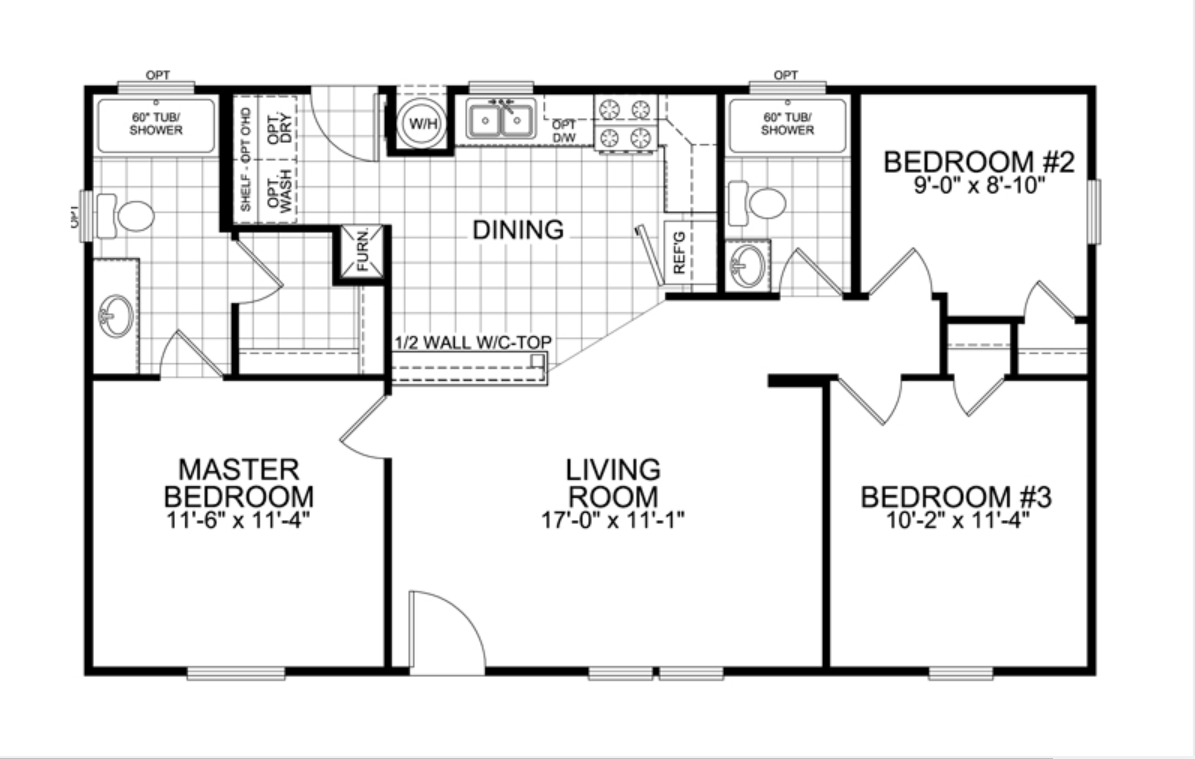 OPT
OPT
60" TUB/
SHOWER
SHELF - OPT O'HD
OPT.
DRY
OPT.
WASH
W/H
OPT
D/W
60" TUB/
SHOWER
BEDROOM #2
9'-0" x 8'-10"
OPT
DINING
FURN.
REF'G
1/2 WALL W/C-TOP
MASTER
BEDROOM
11'-6" x 11'-4"
LIVING
ROOM
17'-0" x 11'-1"
BEDROOM #3
10'-2" x 11'-4"